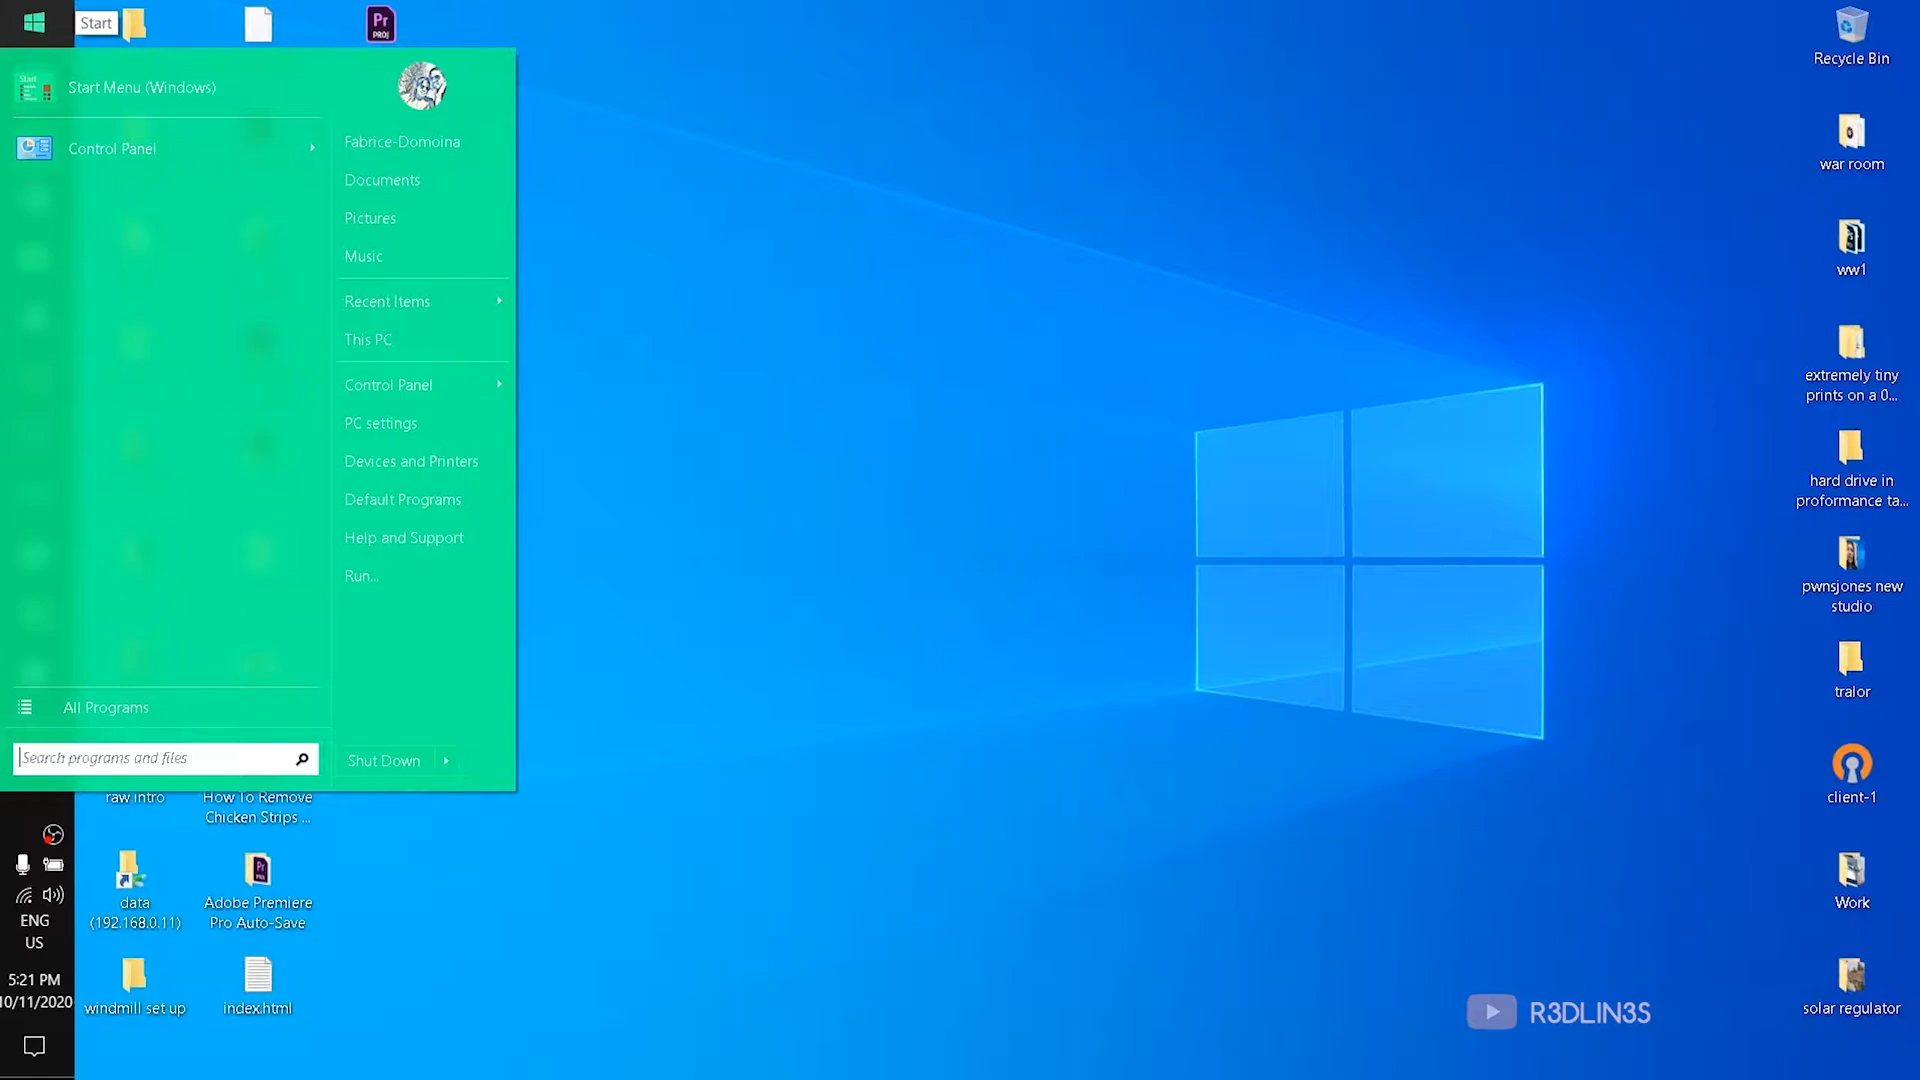 Start
Pr
PROJ
Start
Start Menu (Windows)
Control Panel
Fabrice-Domoina
Documents
Pictures
Music
Recent Items
This PC
Control Panel
PC settings
Devices and Printers
Default Programs
Help and Support
Run...
All Programs
Search programs and files
Shut Down
raw intro
How To Remove
Chicken Strips ...
data
(192.168.0.11)
Pr
Adobe Premiere
Pro Auto-Save
windmill set up
index.html
ENG
US
5:21 PM
10/11/2020
Recycle Bin
war room
ww1
extremely tiny
prints on a 0...
hard drive in
proformance ta...
pwnsjones new
studio
tralor
client-1
Work
solar regulator
R3DLIN3S